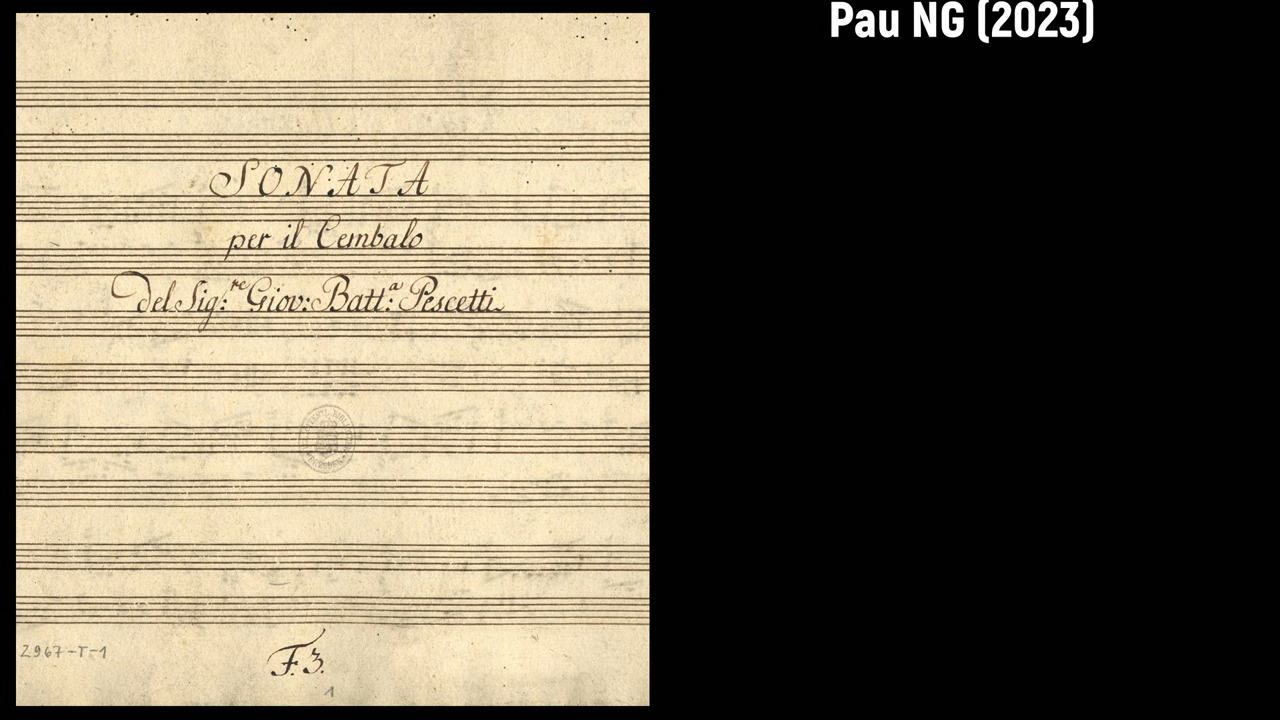 Pau NG (2023)
SONATA
per il Cembalo
del Sig:re Giov: Batt:a Pescetti
2967-T-1
F. 3.
1